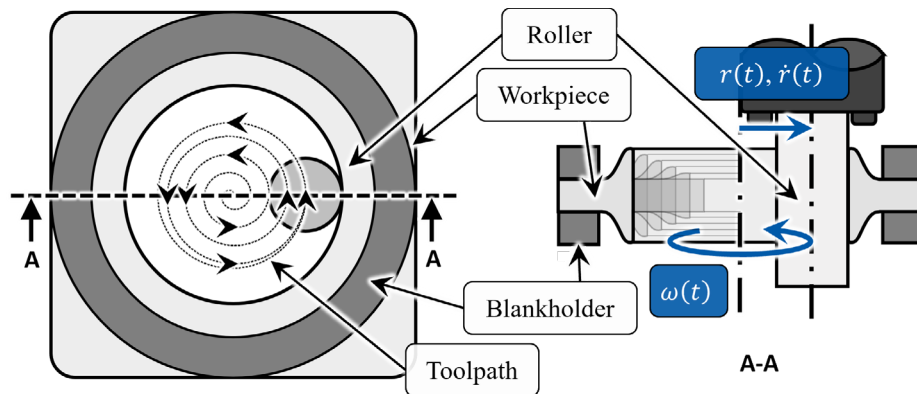 Roller
Workpiece
Blankholder
Toolpath
A
A
r(t), ṙ(t)
ω(t)
A-A